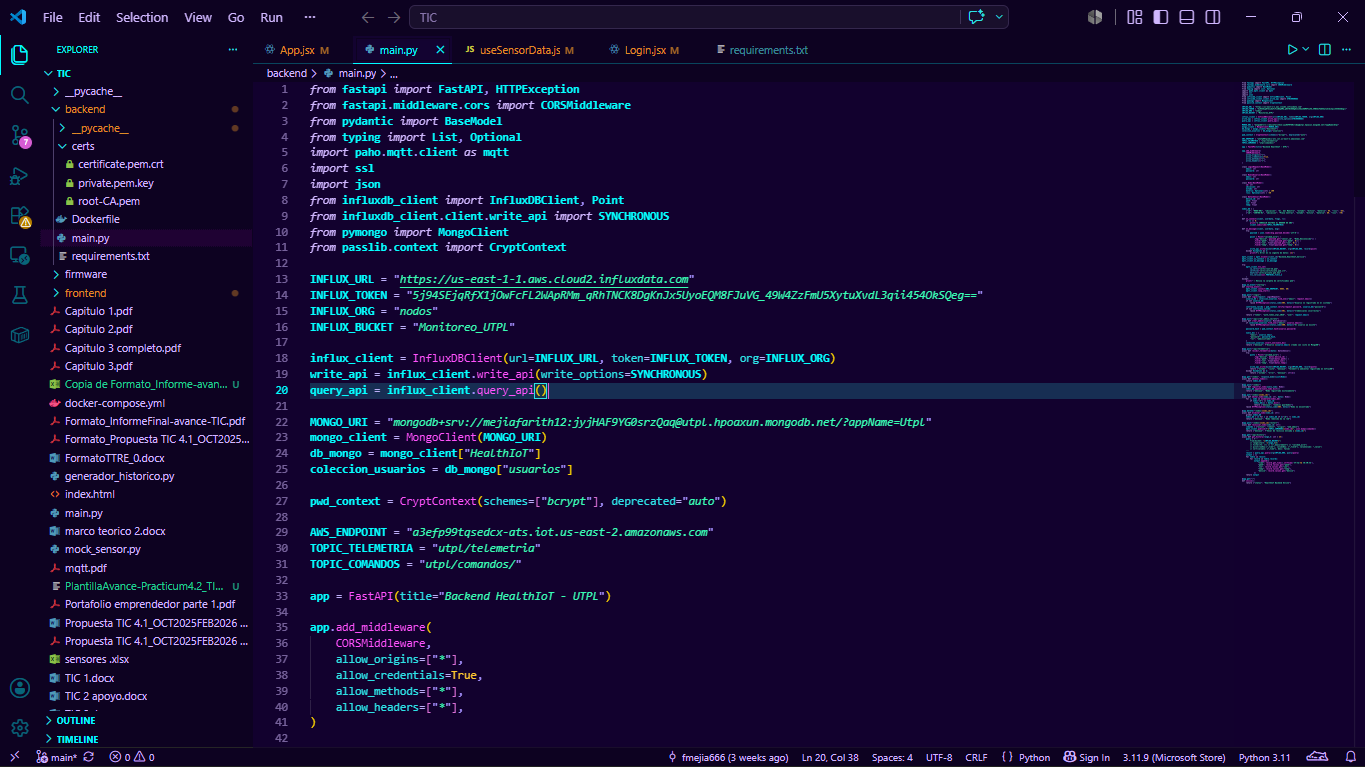 File Edit Selection View Go Run ··· TIC
EXPLORER ···
TIC
__pycache__
backend
__pycache__
certs
certificate.pem.crt
private.pem.key
root-CA.pem
Dockerfile
main.py
requirements.txt
firmware
frontend
Capitulo 1.pdf
Capitulo 2.pdf
Capitulo 3 completo.pdf
Capitulo 3.pdf
Copia de Formato_Informe-avan... U
docker-compose.yml
Formato_InformeFinal-avance-TIC.pdf
Formato_Propuesta TIC 4.1_OCT2025...
FormatoTTRE_0.docx
generador_historico.py
index.html
main.py
marco teorico 2.docx
mock_sensor.py
mqtt.pdf
PlantillaAvance-Practicum4.2_TI... U
Portafolio emprendedor parte 1.pdf
Propuesta TIC 4.1_OCT2025FEB2026 ...
Propuesta TIC 4.1_OCT2025FEB2026 ...
sensores .xlsx
TIC 1.docx
TIC 2 apoyo.docx
OUTLINE
TIMELINE
7
App.jsx M main.py JS useSensorData.js M Login.jsx M requirements.txt
backend > main.py > ...
1 from fastapi import FastAPI, HTTPException
2 from fastapi.middleware.cors import CORSMiddleware
3 from pydantic import BaseModel
4 from typing import List, Optional
5 import paho.mqtt.client as mqtt
6 import ssl
7 import json
8 from influxdb_client import InfluxDBClient, Point
9 from influxdb_client.client.write_api import SYNCHRONOUS
10 from pymongo import MongoClient
11 from passlib.context import CryptContext
12
13 INFLUX_URL = "https://us-east-1-1.aws.cloud2.influxdata.com"
14 INFLUX_TOKEN = "5j94SEjqRfX1jOwFcFL2WApRMm_qRhTNCK8DgKnJx5UyoEQM8FJuVG_49W4ZzFmU5XytuXvdL3qii454OkSQeg=="
15 INFLUX_ORG = "nodos"
16 INFLUX_BUCKET = "Monitoreo_UTPL"
17
18 influx_client = InfluxDBClient(url=INFLUX_URL, token=INFLUX_TOKEN, org=INFLUX_ORG)
19 write_api = influx_client.write_api(write_options=SYNCHRONOUS)
20 query_api = influx_client.query_api()
21
22 MONGO_URI = "mongodb+srv://mejiafarith12:jyjHAF9YG0srzQaq@utpl.hpoaxun.mongodb.net/?appName=Utpl"
23 mongo_client = MongoClient(MONGO_URI)
24 db_mongo = mongo_client["HealthIoT"]
25 coleccion_usuarios = db_mongo["usuarios"]
26
27 pwd_context = CryptContext(schemes=["bcrypt"], deprecated="auto")
28
29 AWS_ENDPOINT = "a3efp99tqsedcx-ats.iot.us-east-2.amazonaws.com"
30 TOPIC_TELEMETRIA = "utpl/telemetria"
31 TOPIC_COMANDOS = "utpl/comandos/"
32
33 app = FastAPI(title="Backend HealthIoT - UTPL")
34
35 app.add_middleware(
36 CORSMiddleware,
37 allow_origins=["*"],
38 allow_credentials=True,
39 allow_methods=["*"],
40 allow_headers=["*"],
41 )
42
main* 0 0 fmejia666 (3 weeks ago) Ln 20, Col 38 Spaces: 4 UTF-8 CRLF { } Python Sign In 3.11.9 (Microsoft Store) Python 3.11